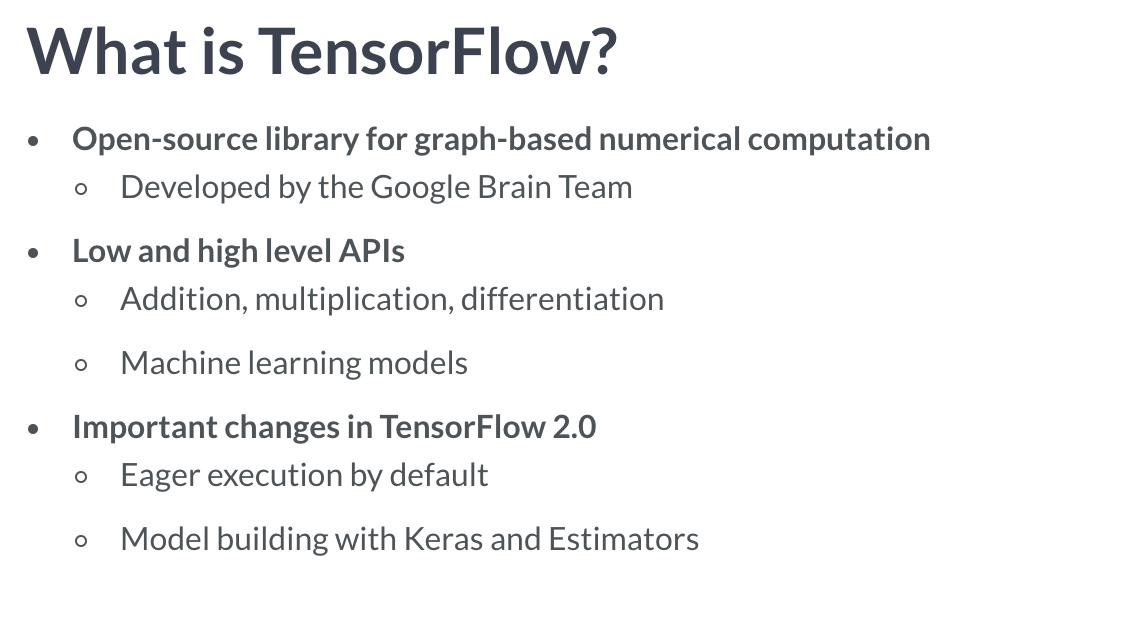 What is TensorFlow?
• Open-source library for graph-based numerical computation
◦ Developed by the Google Brain Team
• Low and high level APIs
◦ Addition, multiplication, differentiation
◦ Machine learning models
• Important changes in TensorFlow 2.0
◦ Eager execution by default
◦ Model building with Keras and Estimators